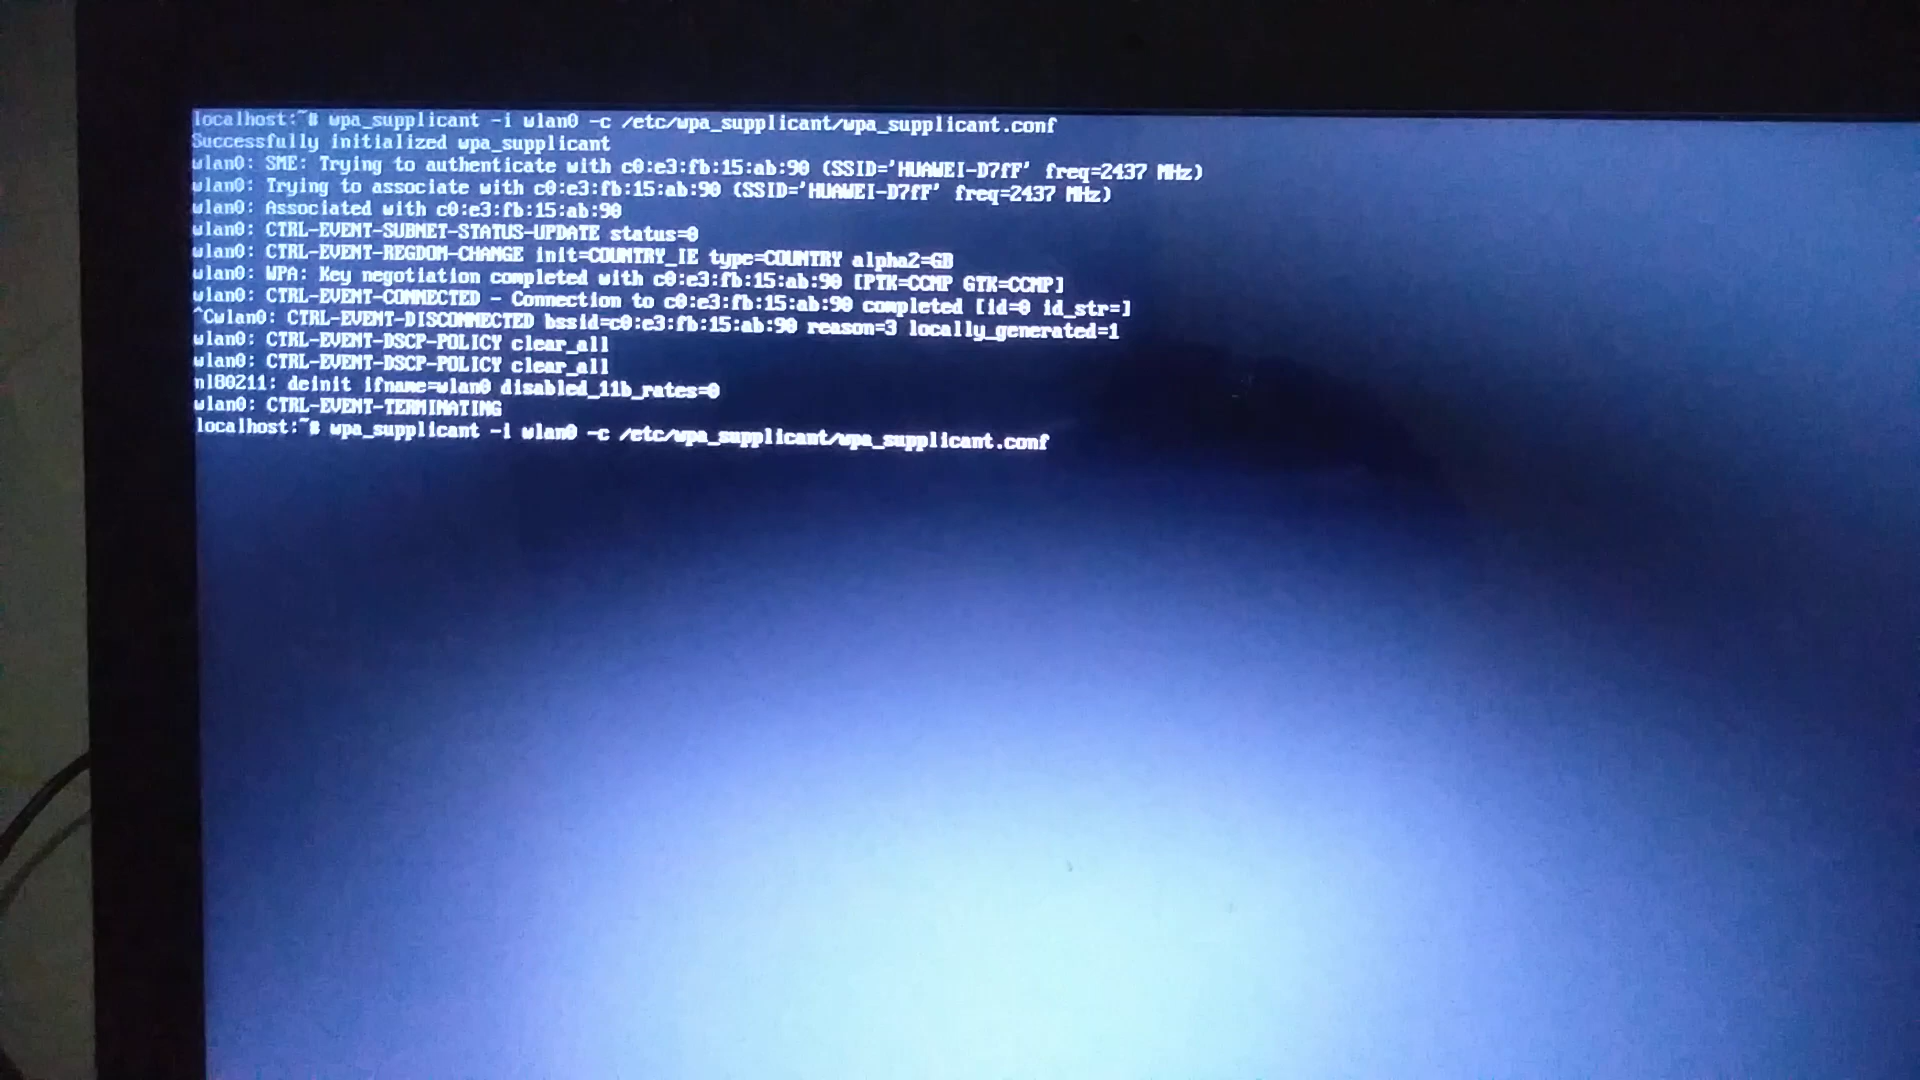 localhost:~# wpa_supplicant -i wlan0 -c /etc/wpa_supplicant/wpa_supplicant.conf
Successfully initialized wpa_supplicant
wlan0: SME: Trying to authenticate with c0:e3:fb:15:ab:90 (SSID='HUAWEI-D7fF' freq=2437 MHz)
wlan0: Trying to associate with c0:e3:fb:15:ab:90 (SSID='HUAWEI-D7fF' freq=2437 MHz)
wlan0: Associated with c0:e3:fb:15:ab:90
wlan0: CTRL-EVENT-SUBNET-STATUS-UPDATE status=0
wlan0: CTRL-EVENT-REGDOM-CHANGE init=COUNTRY_IE type=COUNTRY alpha2=GB
wlan0: WPA: Key negotiation completed with c0:e3:fb:15:ab:90 [PTK=CCMP GTK=CCMP]
wlan0: CTRL-EVENT-CONNECTED - Connection to c0:e3:fb:15:ab:90 completed [id=0 id_str=]
^Cwlan0: CTRL-EVENT-DISCONNECTED bssid=c0:e3:fb:15:ab:90 reason=3 locally_generated=1
wlan0: CTRL-EVENT-DSCP-POLICY clear_all
wlan0: CTRL-EVENT-DSCP-POLICY clear_all
nl80211: deinit ifname=wlan0 disabled_11b_rates=0
wlan0: CTRL-EVENT-TERMINATING
localhost:~# wpa_supplicant -i wlan0 -c /etc/wpa_supplicant/wpa_supplicant.conf